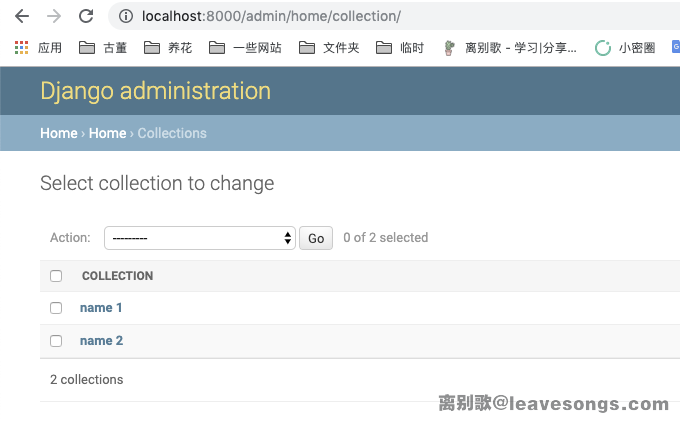 localhost:8000/admin/home/collection/
应用 古董 养花 一些网站 文件夹 临时 离别歌 - 学习|分享... 小密圈
Django administration
Home › Home › Collections
Select collection to change
Action: --------- Go 0 of 2 selected
COLLECTION
name 1
name 2
2 collections
离别歌@leavesongs.com